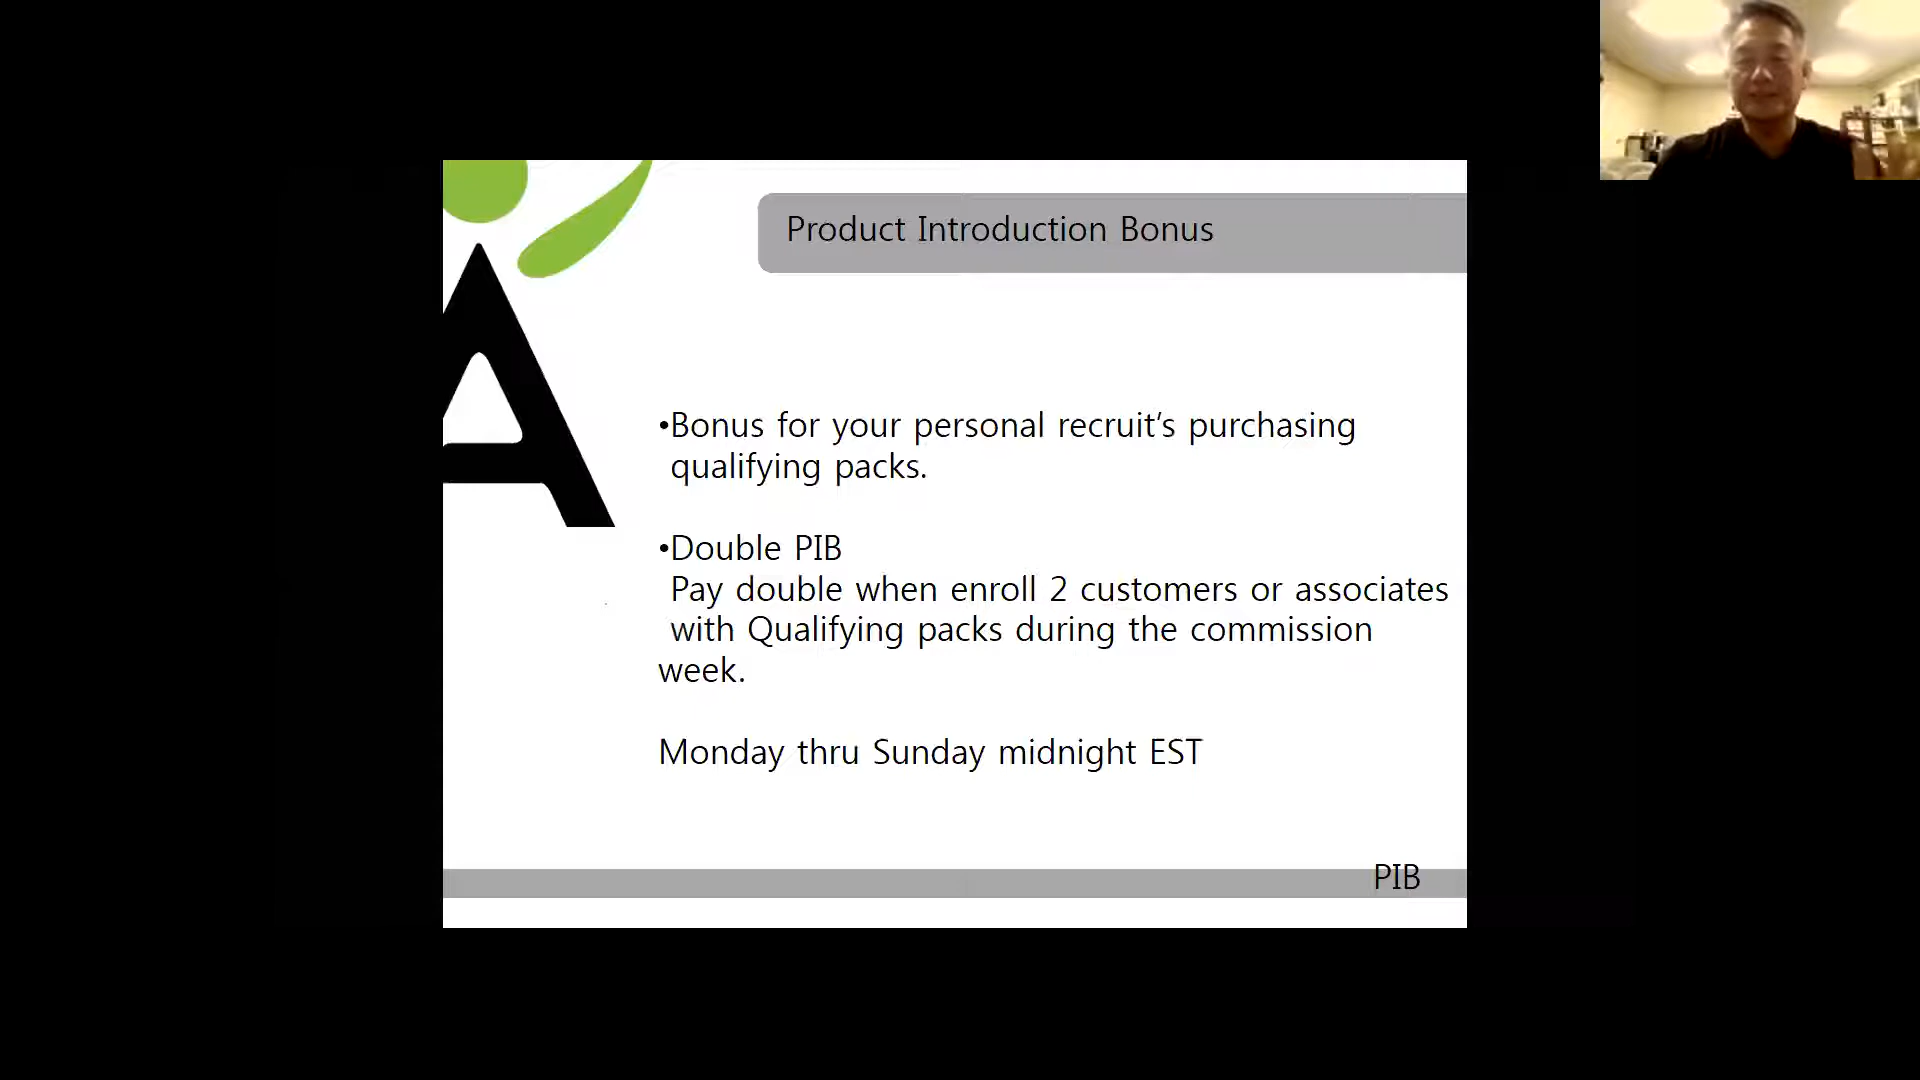 Product Introduction Bonus
•Bonus for your personal recruit’s purchasing
qualifying packs.
•Double PIB
Pay double when enroll 2 customers or associates
with Qualifying packs during the commission
week.
Monday thru Sunday midnight EST
PIB